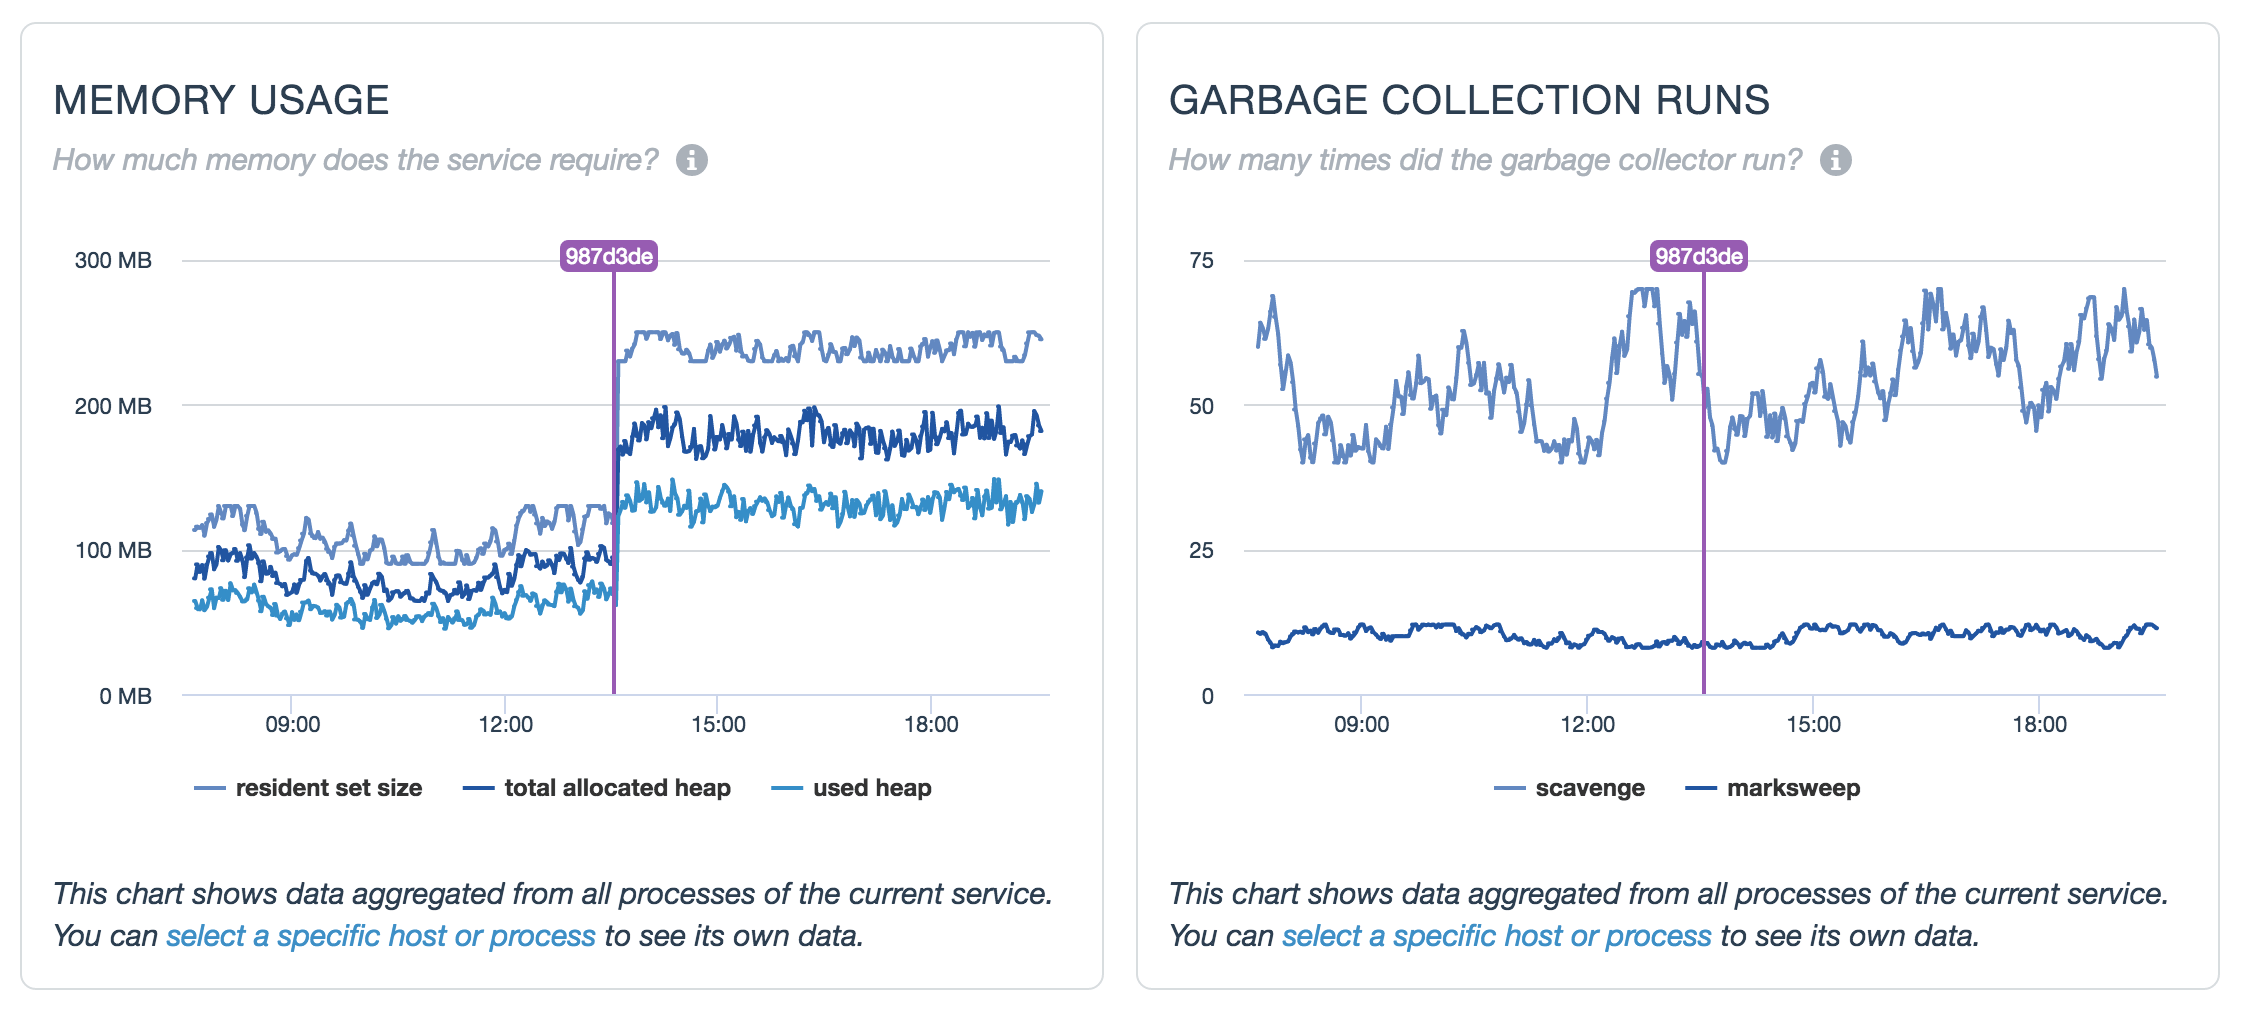 MEMORY USAGE
How much memory does the service require?
987d3de
300 MB
200 MB
100 MB
0 MB
09:00 12:00 15:00 18:00
resident set size total allocated heap used heap
This chart shows data aggregated from all processes of the current service.
You can select a specific host or process to see its own data.
GARBAGE COLLECTION RUNS
How many times did the garbage collector run?
987d3de
75
50
25
0
09:00 12:00 15:00 18:00
scavenge marksweep
This chart shows data aggregated from all processes of the current service.
You can select a specific host or process to see its own data.